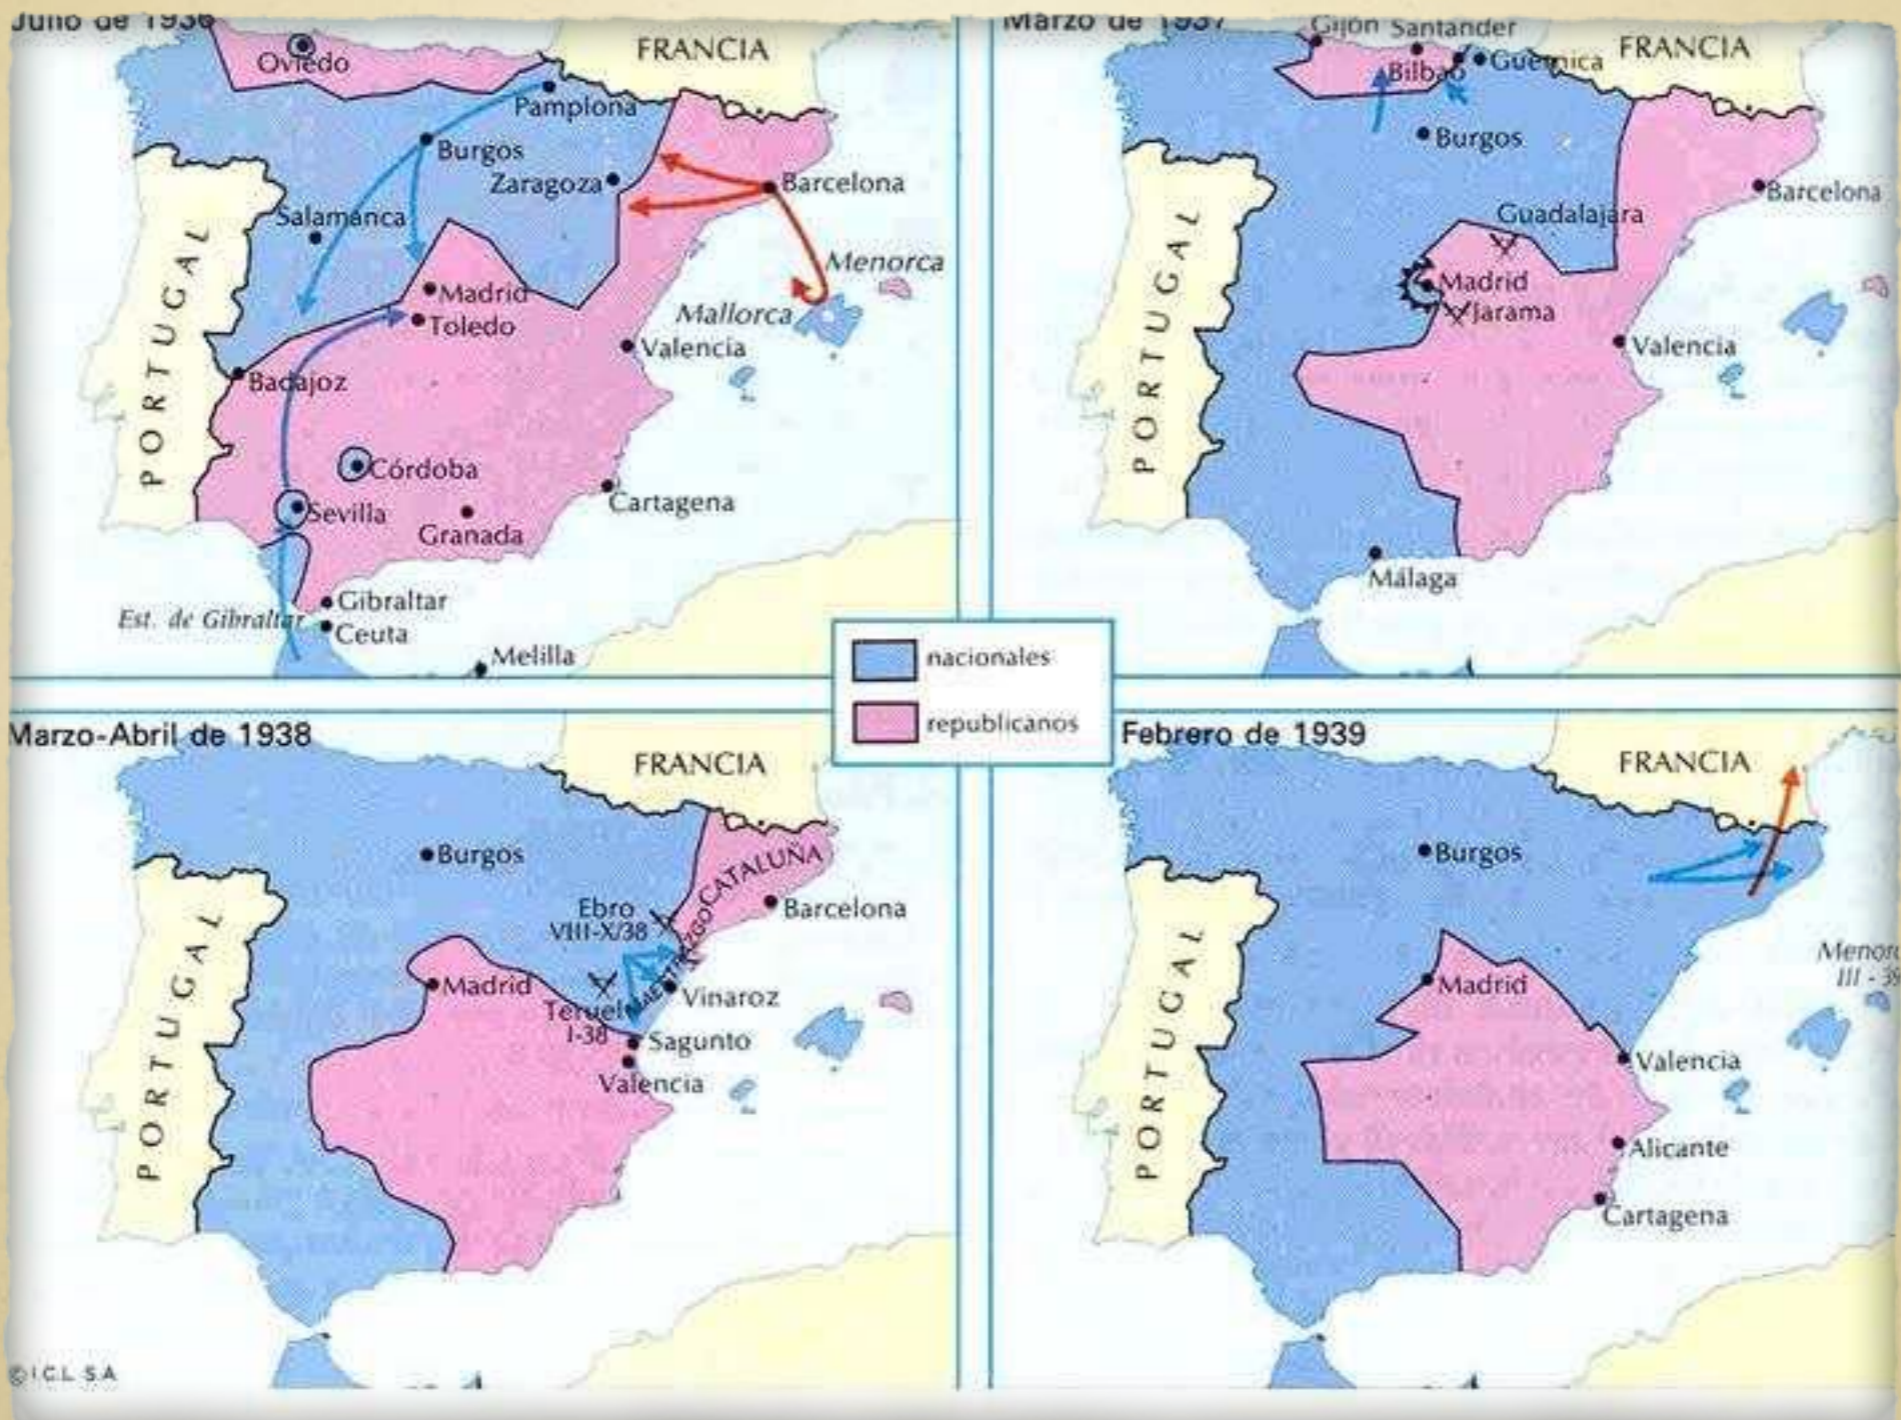 Julio de 1936
FRANCIA
Oviedo
Pamplona
Burgos
Zaragoza
Barcelona
Salamanca
Menorca
Madrid
Mallorca
Toledo
Valencia
PORTUGAL
Badajoz
Córdoba
Cartagena
Sevilla
Granada
Gibraltar
Est. de Gibraltar
Ceuta
Melilla
Marzo de 1937
Gijón Santander
FRANCIA
Guernica
Bilbao
Burgos
Barcelona
Guadalajara
PORTUGAL
Madrid
Jarama
Valencia
Málaga
nacionales
republicanos
Marzo-Abril de 1938
FRANCIA
Burgos
CATALUÑA
Ebro
VIII-X/38
Barcelona
MAESTRAZGO
Madrid
Vinaroz
Teruel
I-38
Sagunto
Valencia
PORTUGAL
© I.C.L. S.A.
Febrero de 1939
FRANCIA
Burgos
III - 39
Madrid
PORTUGAL
Valencia
Alicante
Cartagena